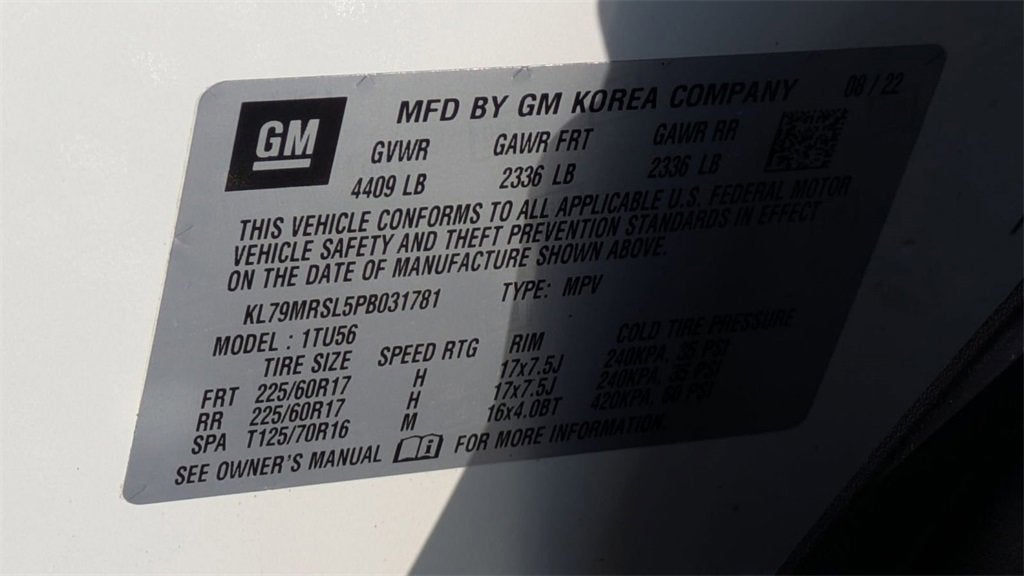 GM
MFD BY GM KOREA COMPANY 08/22
GVWR GAWR FRT GAWR RR
4409 LB 2336 LB 2336 LB
THIS VEHICLE CONFORMS TO ALL APPLICABLE U.S. FEDERAL MOTOR
VEHICLE SAFETY AND THEFT PREVENTION STANDARDS IN EFFECT
ON THE DATE OF MANUFACTURE SHOWN ABOVE.
KL79MRSL5PB031781 TYPE: MPV
MODEL : 1TU56
TIRE SIZE SPEED RTG RIM COLD TIRE PRESSURE
FRT 225/60R17 H 17x7.5J 240KPA, 35 PSI
RR 225/60R17 H 17x7.5J 240KPA, 35 PSI
SPA T125/70R16 M 16x4.0BT 420KPA, 60 PSI
SEE OWNER'S MANUAL FOR MORE INFORMATION.